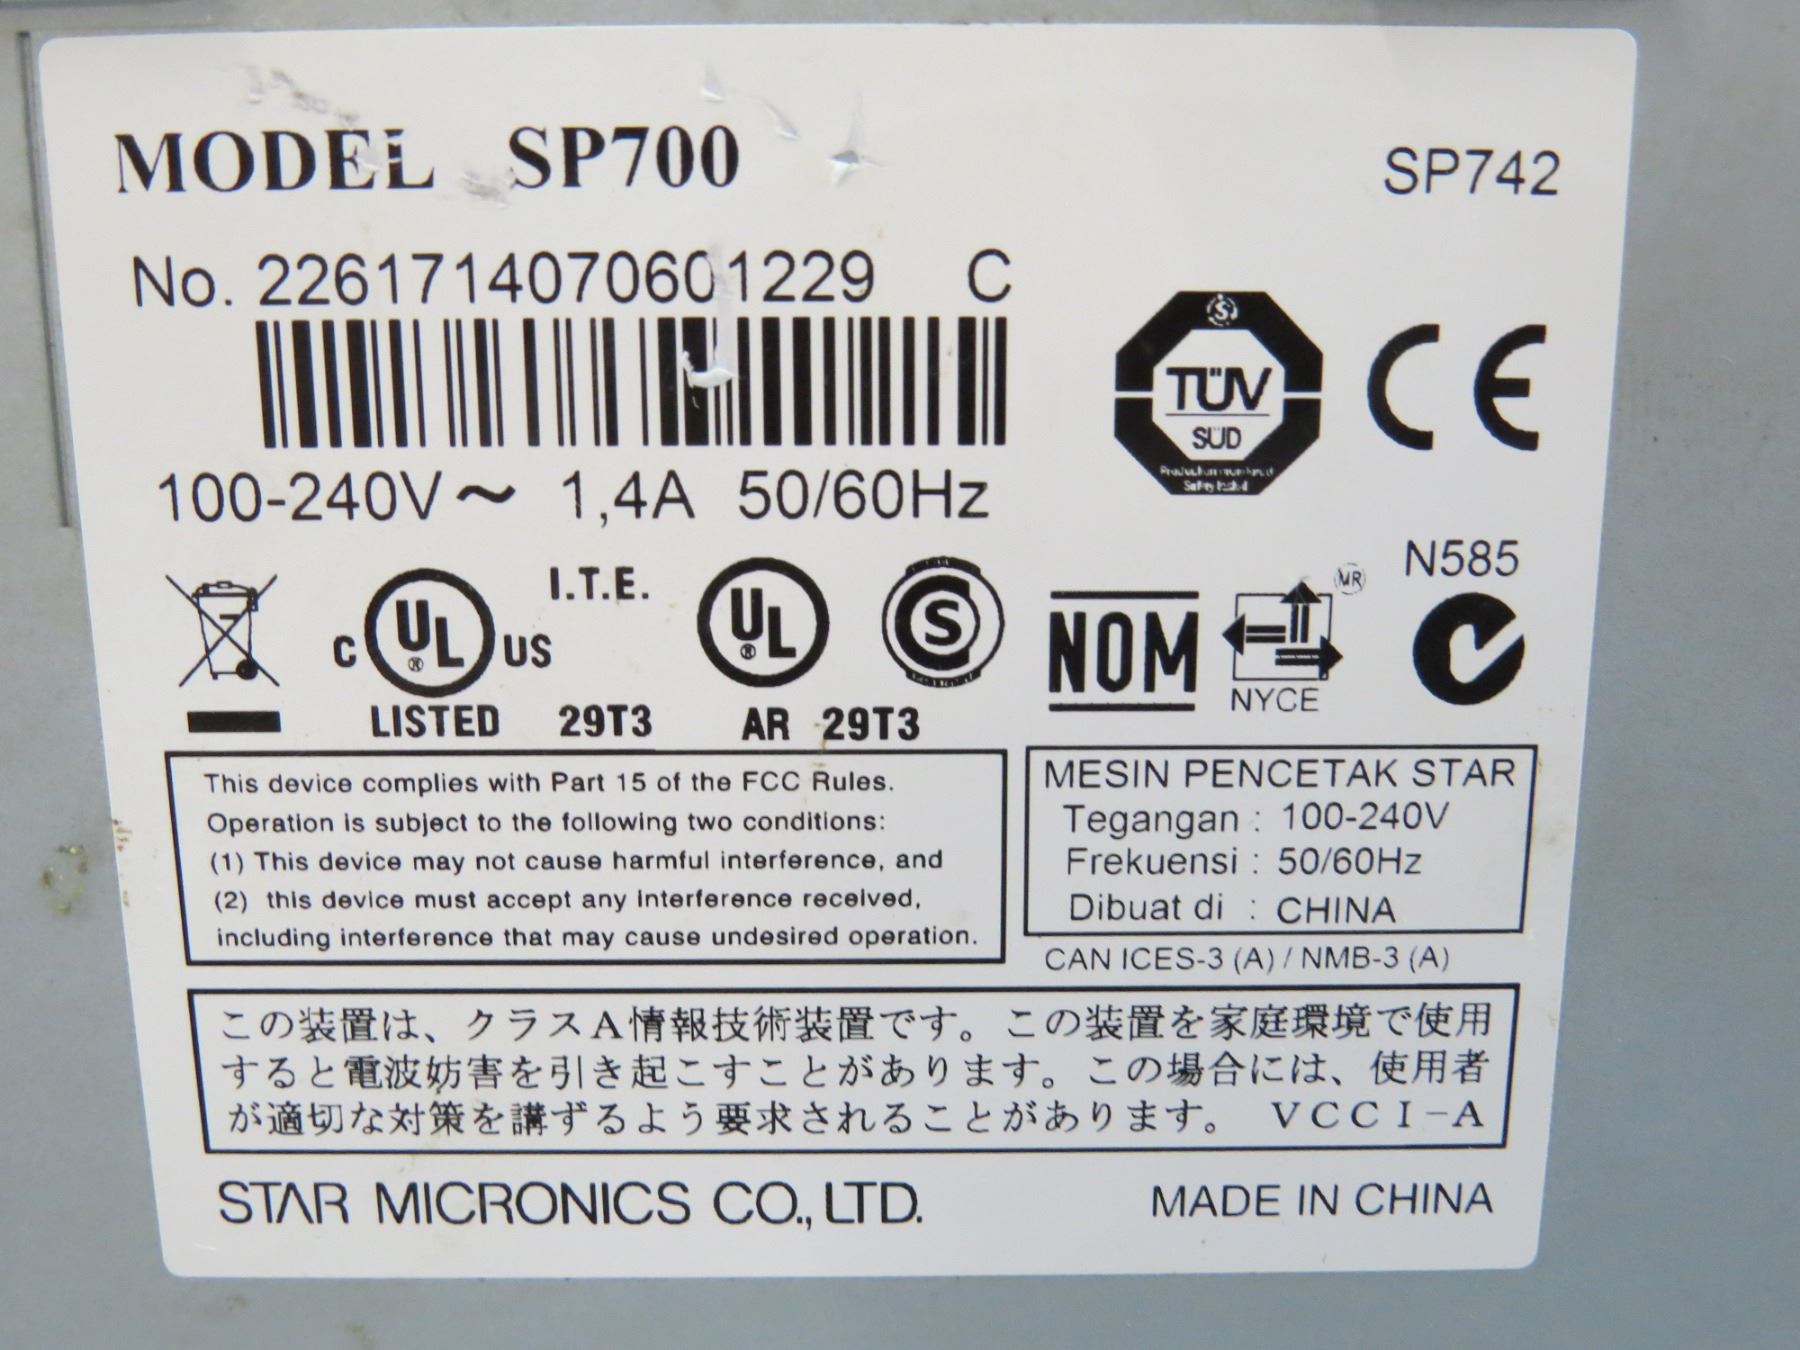 MODEL SP700
SP742
No. 2261714070601229 C
100-240V～ 1,4A 50/60Hz
TÜV
SÜD
CE
I.T.E.
C UL® US
LISTED 29T3
UL®
AR 29T3
S
NOM
MR
NYCE
N585
This device complies with Part 15 of the FCC Rules.
Operation is subject to the following two conditions:
(1) This device may not cause harmful interference, and
(2) this device must accept any interference received,
including interference that may cause undesired operation.
MESIN PENCETAK STAR
Tegangan : 100-240V
Frekuensi : 50/60Hz
Dibuat di : CHINA
CAN ICES-3 (A) / NMB-3 (A)
この装置は、クラスA情報技術装置です。この装置を家庭環境で使用
すると電波妨害を引き起こすことがあります。この場合には、使用者
が適切な対策を講ずるよう要求されることがあります。 VCCI-A
STAR MICRONICS CO., LTD.
MADE IN CHINA